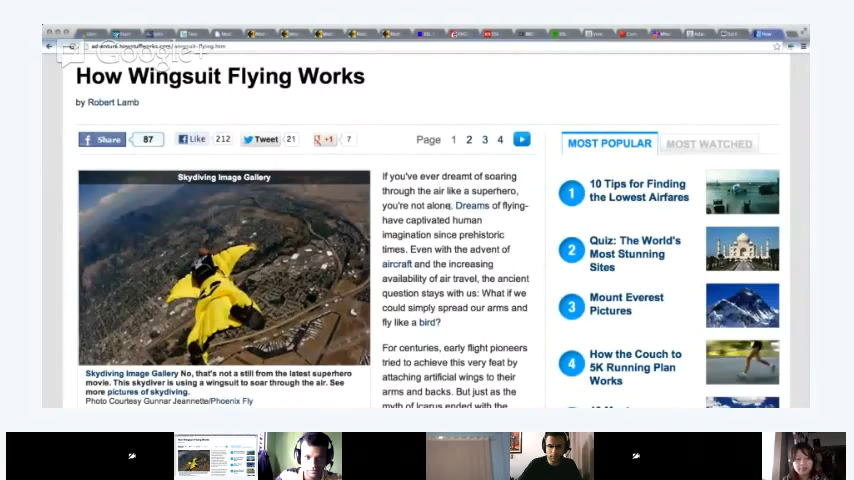 Google+
adventure.howstuffworks.com/wingsuit-flying.htm
How Wingsuit Flying Works
by Robert Lamb
Share 87 Like 212 Tweet 21 +1 7
Page 1 2 3 4
MOST POPULAR MOST WATCHED
Skydiving Image Gallery
If you've ever dreamt of soaring
through the air like a superhero,
you're not alone. Dreams of flying-
have captivated human
imagination since prehistoric
times. Even with the advent of
aircraft and the increasing
availability of air travel, the ancient
question stays with us: What if we
could simply spread our arms and
fly like a bird?
For centuries, early flight pioneers
tried to achieve this very feat by
attaching artificial wings to their
arms and backs. But just as the
myth of Icarus ended with the
Skydiving Image Gallery No, that's not a still from the latest superhero
movie. This skydiver is using a wingsuit to soar through the air. See
more pictures of skydiving.
Photo Courtesy Gunnar Jeannette/Phoenix Fly
1 10 Tips for Finding
the Lowest Airfares
2 Quiz: The World's
Most Stunning
Sites
3 Mount Everest
Pictures
4 How the Couch to
5K Running Plan
Works